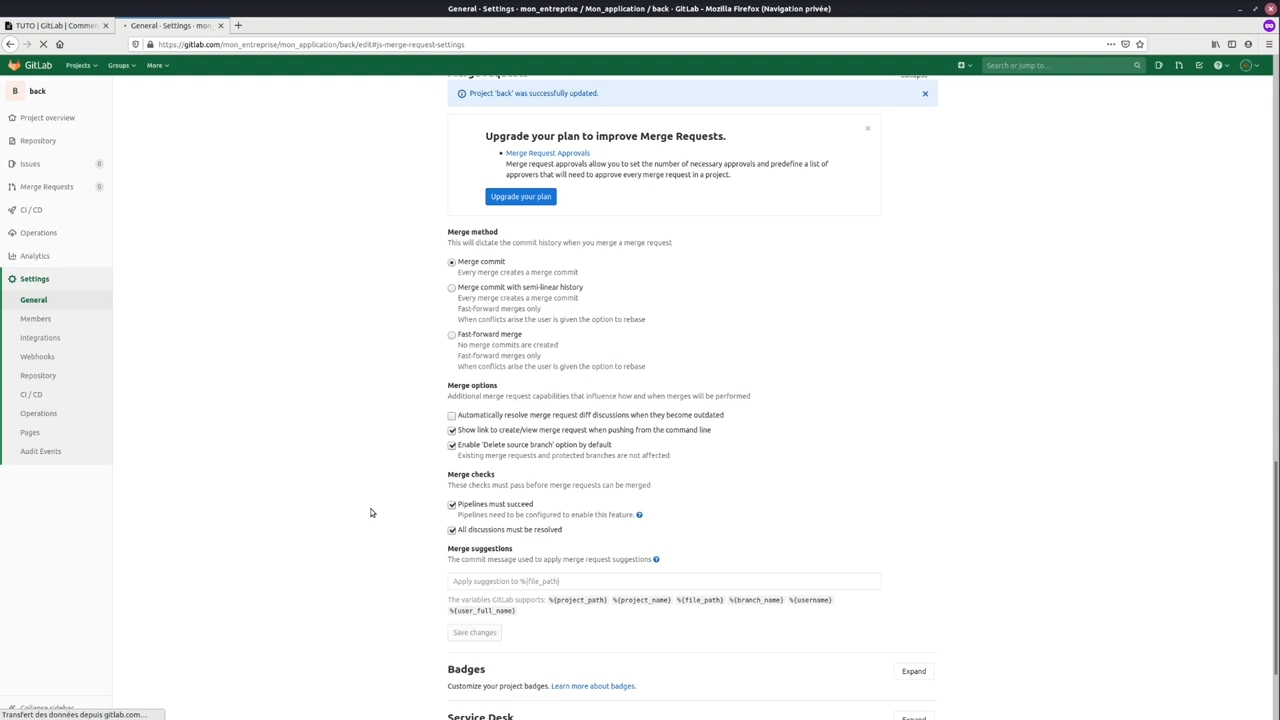 General - Settings - mon_entreprise / Mon_application / back - GitLab - Mozilla Firefox (Navigation privée)
TUTO | GitLab | Commen
General · Settings · mon_
https://gitlab.com/mon_entreprise/mon_application/back/edit#js-merge-request-settings
GitLab
Projects
Groups
More
Search or jump to...
B back
Project overview
Repository
Issues 0
Merge Requests 0
CI / CD
Operations
Analytics
Settings
General
Members
Integrations
Webhooks
Repository
CI / CD
Operations
Pages
Audit Events
Collapse sidebar
Transfert des données depuis gitlab.com...
Merge requests
Collapse
Project 'back' was successfully updated.
Upgrade your plan to improve Merge Requests.
• Merge Request Approvals
Merge request approvals allow you to set the number of necessary approvals and predefine a list of
approvers that will need to approve every merge request in a project.
Upgrade your plan
Merge method
This will dictate the commit history when you merge a merge request
Merge commit
Every merge creates a merge commit
Merge commit with semi-linear history
Every merge creates a merge commit
Fast-forward merges only
When conflicts arise the user is given the option to rebase
Fast-forward merge
No merge commits are created
Fast-forward merges only
When conflicts arise the user is given the option to rebase
Merge options
Additional merge request capabilities that influence how and when merges will be performed
Automatically resolve merge request diff discussions when they become outdated
Show link to create/view merge request when pushing from the command line
Enable 'Delete source branch' option by default
Existing merge requests and protected branches are not affected
Merge checks
These checks must pass before merge requests can be merged
Pipelines must succeed
Pipelines need to be configured to enable this feature.
All discussions must be resolved
Merge suggestions
The commit message used to apply merge request suggestions
Apply suggestion to %{file_path}
The variables GitLab supports: %{project_path} %{project_name} %{file_path} %{branch_name} %{username}
%{user_full_name}
Save changes
Badges
Expand
Customize your project badges. Learn more about badges.
Service Desk
Expand